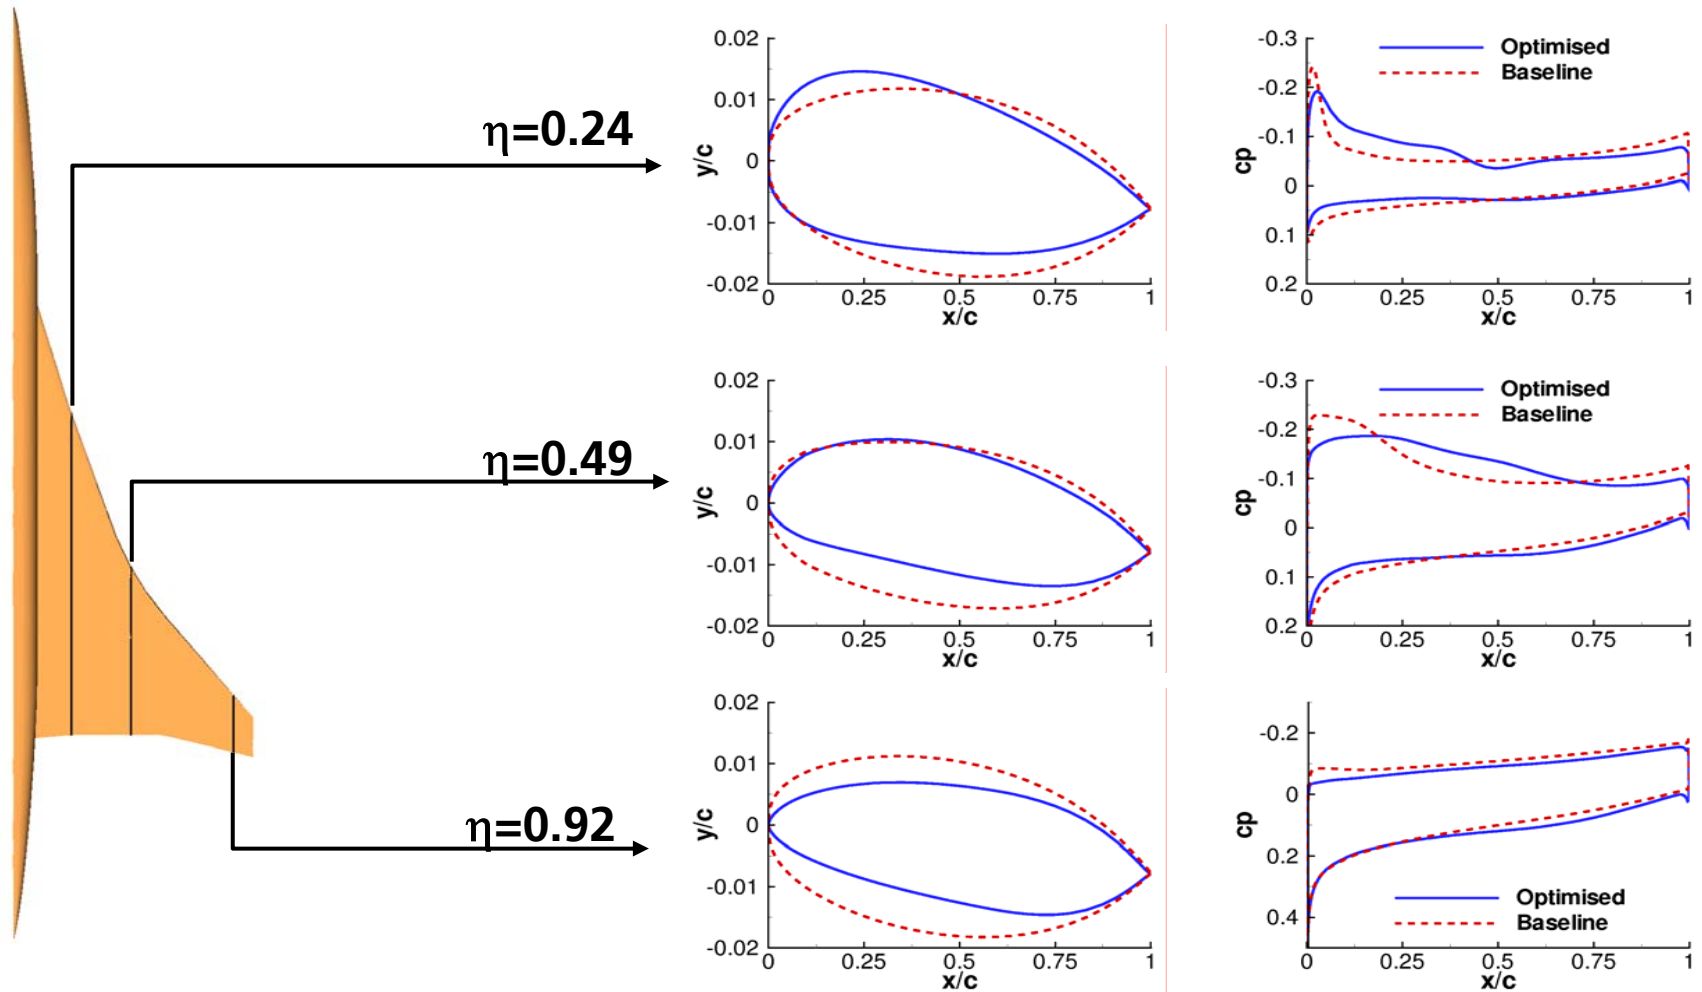 η=0.24
0.02
0.01
0
-0.01
-0.02
y/c
0 0.25 0.5 0.75 1
x/c
-0.3
-0.2
-0.1
0
0.1
0.2
cp
Optimised
Baseline
0 0.25 0.5 0.75 1
x/c
η=0.49
0.02
0.01
0
-0.01
-0.02
y/c
0 0.25 0.5 0.75 1
x/c
-0.3
-0.2
-0.1
0
0.1
0.2
cp
Optimised
Baseline
0 0.25 0.5 0.75 1
x/c
η=0.92
0.02
0.01
0
-0.01
-0.02
y/c
0 0.25 0.5 0.75 1
x/c
-0.2
0
0.2
0.4
cp
Optimised
Baseline
0 0.25 0.5 0.75 1
x/c